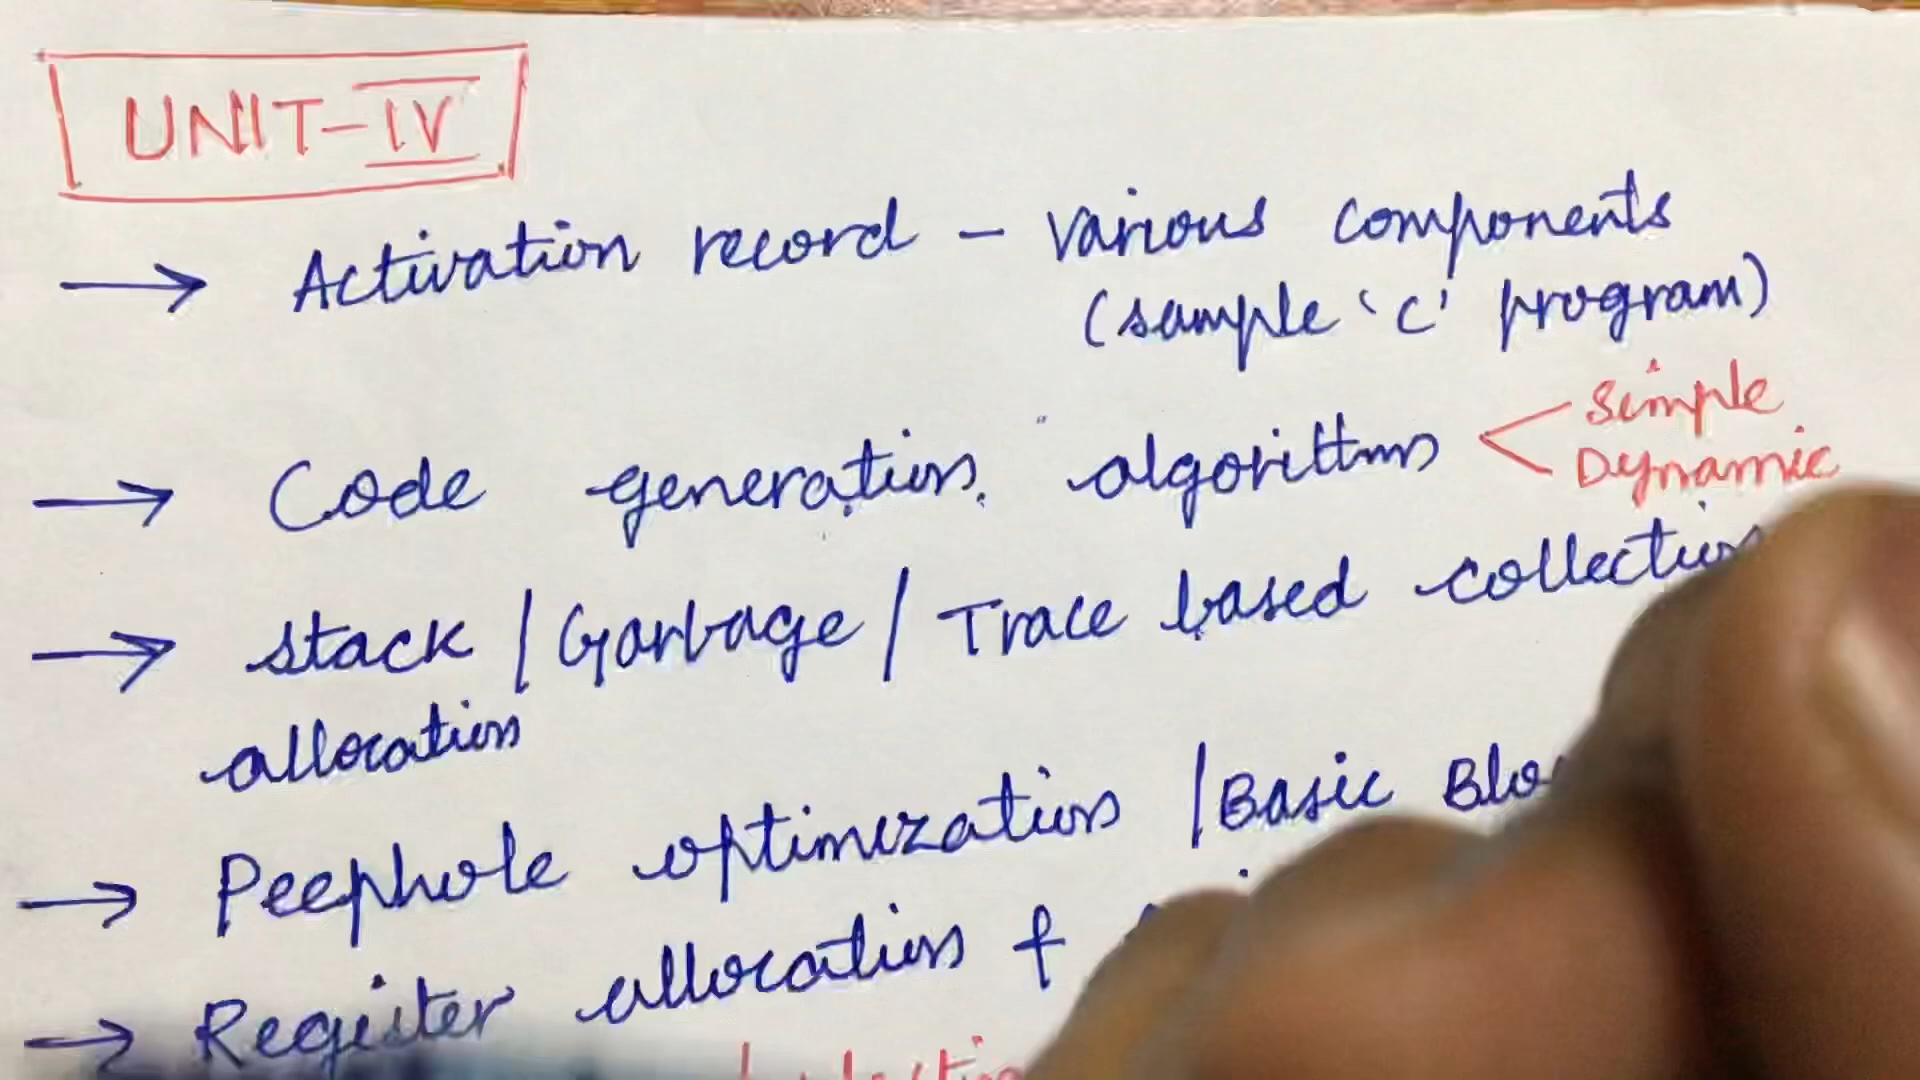 UNIT-IV
→ Activation record - Various components
(sample 'c' program)
→ Code generation algorithms < Simple
Dynamic
→ stack / Garbage / Trace based collection
allocation
→ Peephole optimization / Basic
→ Register allocation &